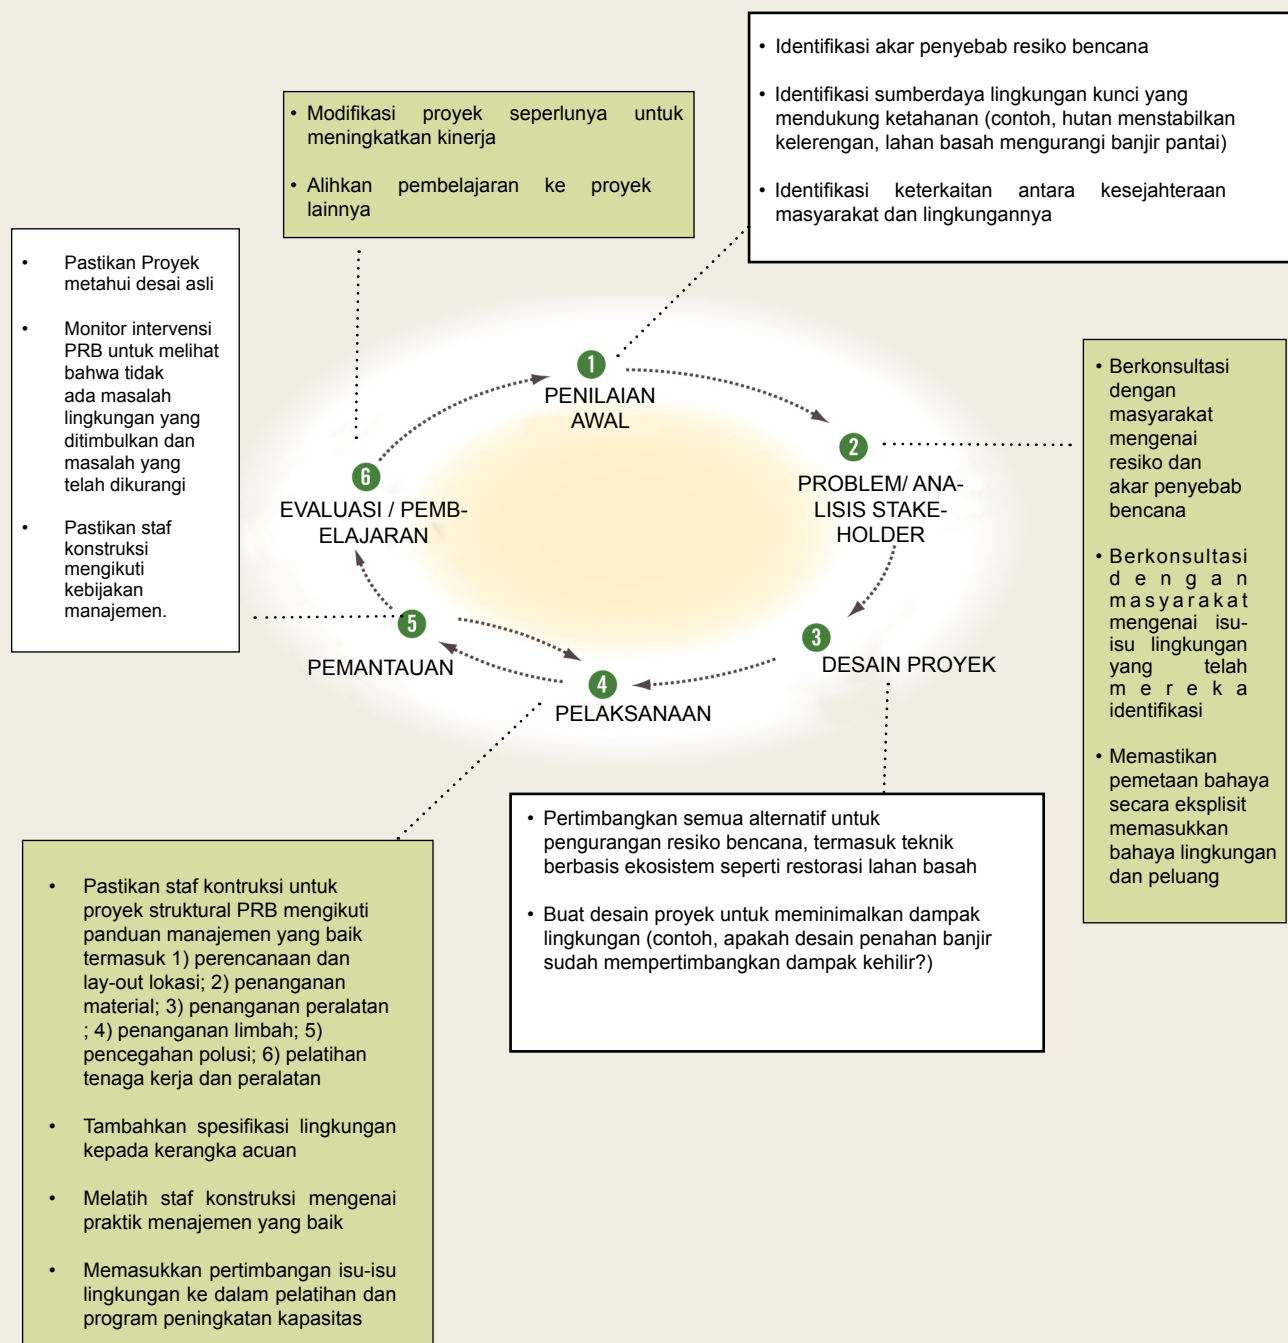 • Identifikasi akar penyebab resiko bencana
• Identifikasi sumberdaya lingkungan kunci yang
mendukung ketahanan (contoh, hutan menstabilkan
kelerengan, lahan basah mengurangi banjir pantai)
• Identifikasi keterkaitan antara kesejahteraan
masyarakat dan lingkungannya
• Modifikasi proyek seperlunya untuk
meningkatkan kinerja
• Alihkan pembelajaran ke proyek
lainnya
• Pastikan Proyek
metahui desai asli
• Monitor intervensi
PRB untuk melihat
bahwa tidak
ada masalah
lingkungan yang
ditimbulkan dan
masalah yang
telah dikurangi
• Pastikan staf
konstruksi
mengikuti
kebijakan
manajemen.
1
PENILAIAN
AWAL
2
PROBLEM/ ANA-
LISIS STAKE-
HOLDER
3
DESAIN PROYEK
4
PELAKSANAAN
5
PEMANTAUAN
6
EVALUASI / PEMB-
ELAJARAN
• Berkonsultasi
dengan
masyarakat
mengenai
resiko dan
akar penyebab
bencana
• Berkonsultasi
dengan
masyarakat
mengenai isu-
isu lingkungan
yang telah
mereka
identifikasi
• Memastikan
pemetaan bahaya
secara eksplisit
memasukkan
bahaya lingkungan
dan peluang
• Pertimbangkan semua alternatif untuk
pengurangan resiko bencana, termasuk teknik
berbasis ekosistem seperti restorasi lahan basah
• Buat desain proyek untuk meminimalkan dampak
lingkungan (contoh, apakah desain penahan banjir
sudah mempertimbangkan dampak kehilir?)
• Pastikan staf kontruksi untuk
proyek struktural PRB mengikuti
panduan manajemen yang baik
termasuk 1) perencanaan dan
lay-out lokasi; 2) penanganan
material; 3) penanganan peralatan
; 4) penanganan limbah; 5)
pencegahan polusi; 6) pelatihan
tenaga kerja dan peralatan
• Tambahkan spesifikasi lingkungan
kepada kerangka acuan
• Melatih staf konstruksi mengenai
praktik menajemen yang baik
• Memasukkan pertimbangan isu-isu
lingkungan ke dalam pelatihan dan
program peningkatan kapasitas